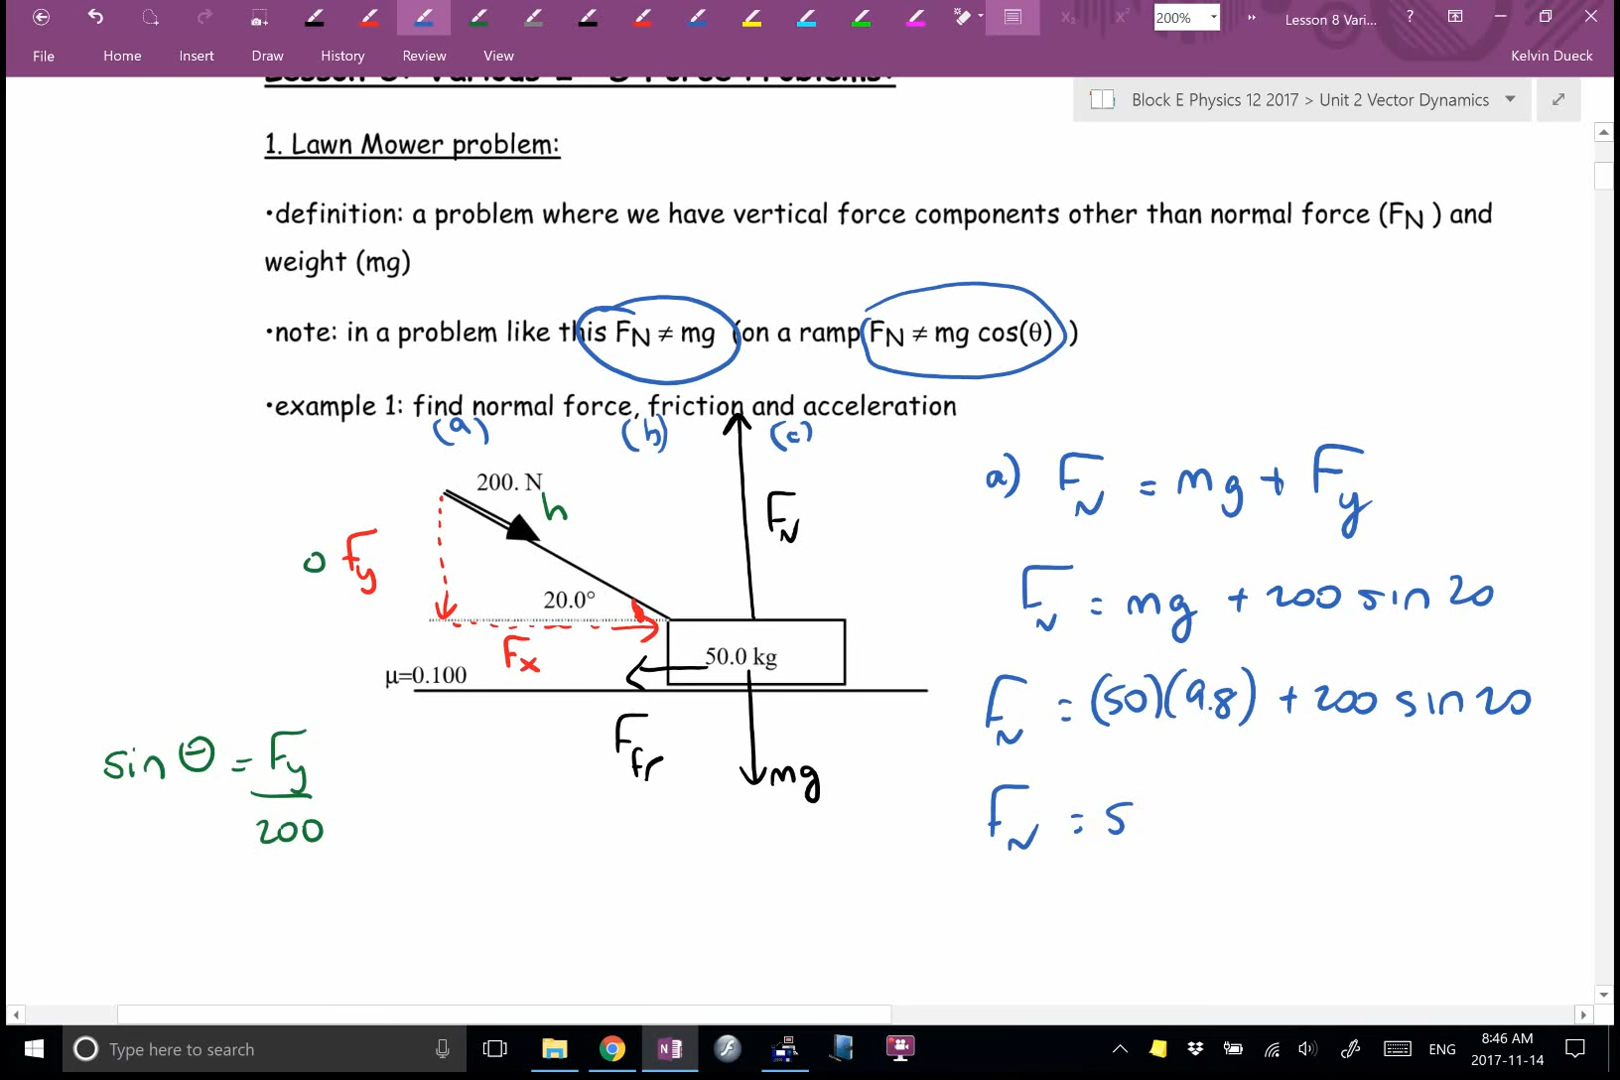 200%
Lesson 8 Vari...
?
File
Home
Insert
Draw
History
Review
View
Kelvin Dueck
Block E Physics 12 2017 > Unit 2 Vector Dynamics
1. Lawn Mower problem:
•definition: a problem where we have vertical force components other than normal force (FN ) and
weight (mg)
•note: in a problem like this FN ≠ mg (on a ramp FN ≠ mg cos(θ) )
•example 1: find normal force, friction and acceleration
(a) (b) (c)
200. N
h
FN
o Fy
20.0°
Fx
50.0 kg
μ=0.100
Ffr
mg
sin θ = Fy
200
a) FN = mg + Fy
FN = mg + 200 sin 20
FN = (50)(9.8) + 200 sin 20
FN = 5
Type here to search
ENG
8:46 AM
2017-11-14